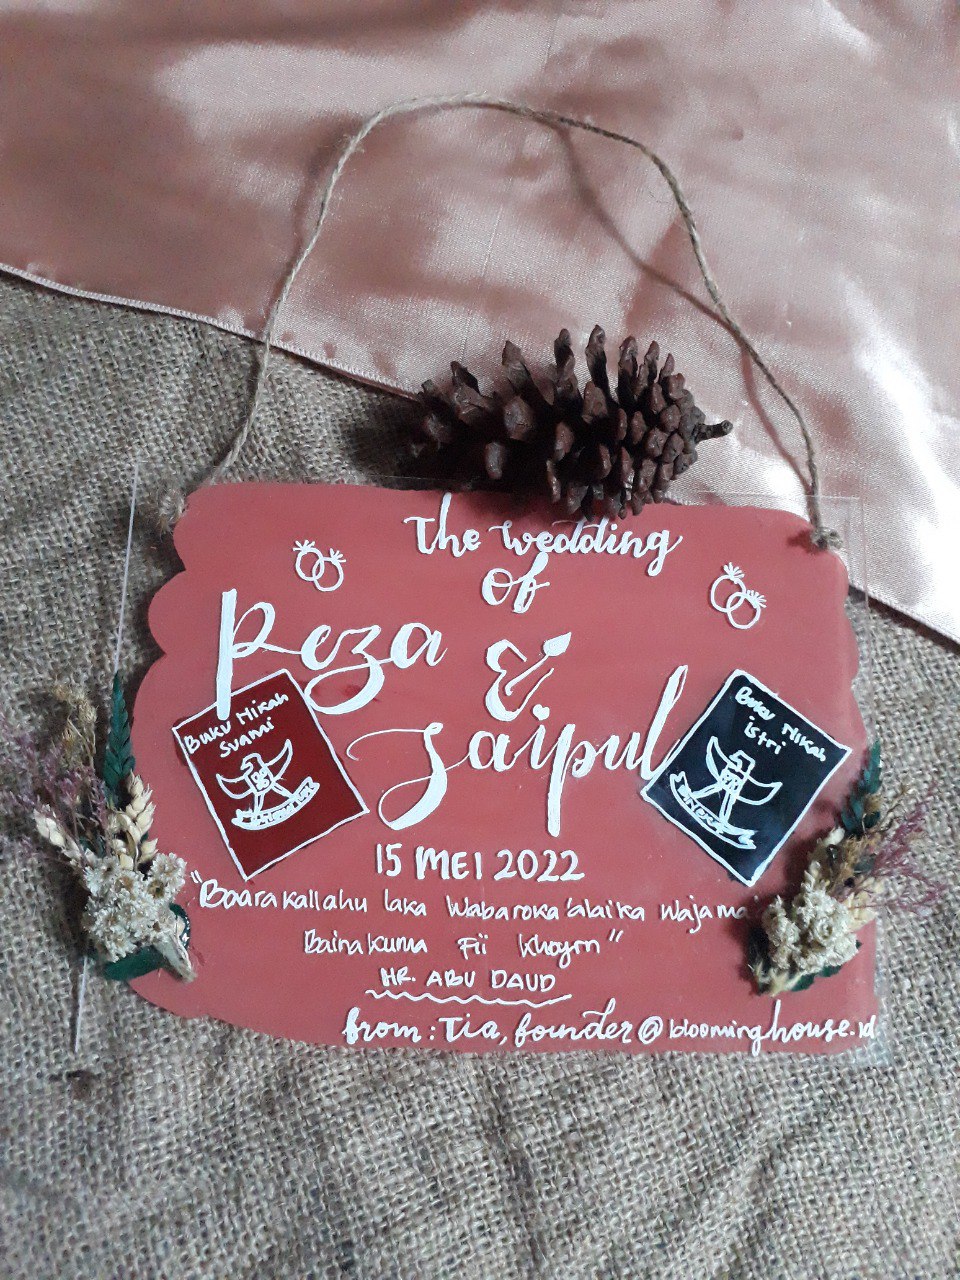 The wedding
Of
Reza
&
Saipul
Buku Nikah
Suami
Buku Nikah
istri
15 MEI 2022
"Baarakallahu laka Wabaroka 'alaika wajama
Bainakuma Fii Khoyrn"
HR. ABU DAUD
from : Tia, founder @bloominghouse.id